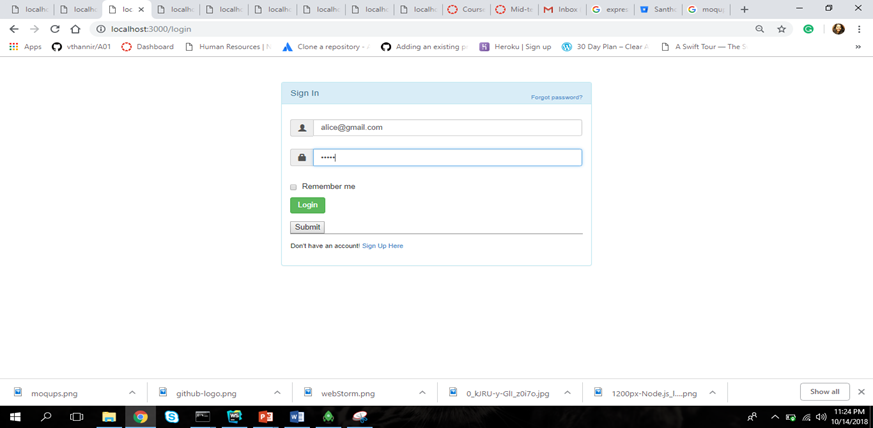 localh localh loc localh localh localh localh localh localh Course Mid-te Inbox expres Santh moqu
localhost:3000/login
Apps vthannir/A01 Dashboard Human Resources | N Clone a repository - A Adding an existing p Heroku | Sign up 30 Day Plan – Clear A A Swift Tour — The S »
Sign In
Forgot password?
alice@gmail.com
•••••
Remember me
Login
Submit
Don't have an account! Sign Up Here
moqups.png github-logo.png webStorm.png 0_kJRU-y-Gli_z0i7o.jpg 1200px-Node.js_l....png Show all
11:24 PM
10/14/2018